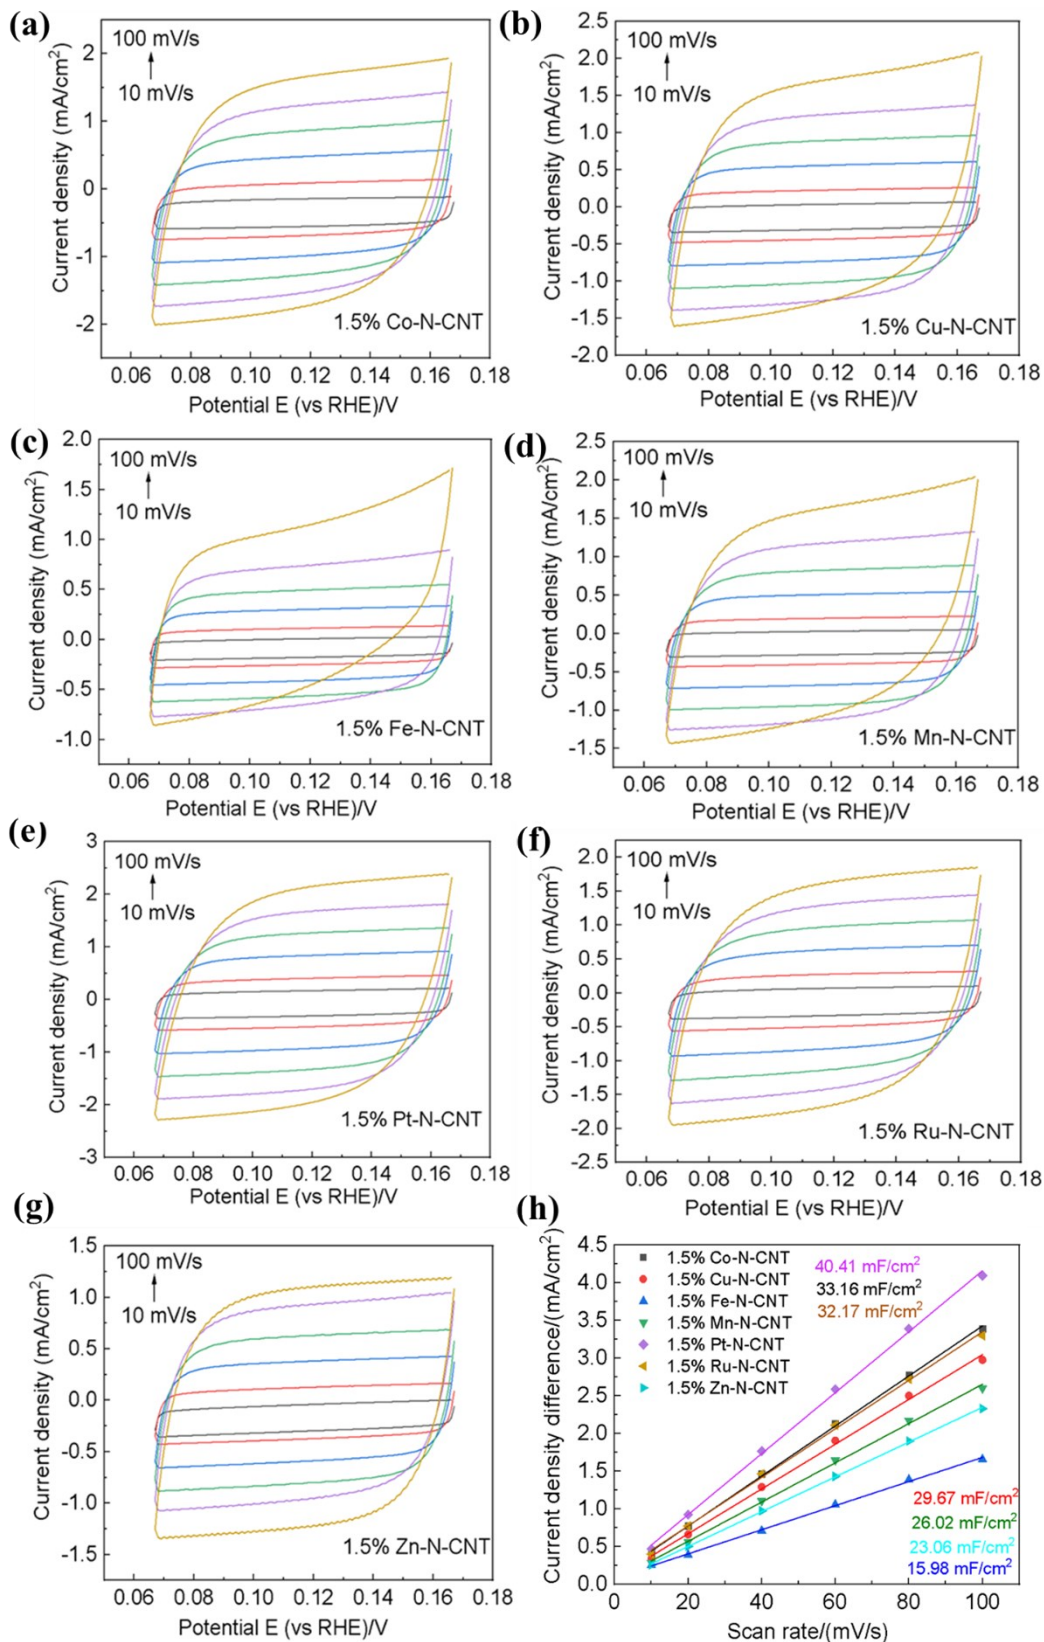 (a)
100 mV/s
10 mV/s
Current density (mA/cm²)
2
1
0
-1
-2
1.5% Co-N-CNT
0.06 0.08 0.10 0.12 0.14 0.16 0.18
Potential E (vs RHE)/V
(b)
100 mV/s
10 mV/s
Current density (mA/cm²)
2.5
2.0
1.5
1.0
0.5
0.0
-0.5
-1.0
-1.5
-2.0
1.5% Cu-N-CNT
0.06 0.08 0.10 0.12 0.14 0.16 0.18
Potential E (vs RHE)/V
(c)
100 mV/s
10 mV/s
Current density (mA/cm²)
2.0
1.5
1.0
0.5
0.0
-0.5
-1.0
1.5% Fe-N-CNT
0.06 0.08 0.10 0.12 0.14 0.16 0.18
Potential E (vs RHE)/V
(d)
100 mV/s
10 mV/s
Current density (mA/cm²)
2.5
2.0
1.5
1.0
0.5
0.0
-0.5
-1.0
-1.5
1.5% Mn-N-CNT
0.06 0.08 0.10 0.12 0.14 0.16 0.18
Potential E (vs RHE)/V
(e)
100 mV/s
10 mV/s
Current density (mA/cm²)
3
2
1
0
-1
-2
-3
1.5% Pt-N-CNT
0.06 0.08 0.10 0.12 0.14 0.16 0.18
Potential E (vs RHE)/V
(f)
100 mV/s
10 mV/s
Current density (mA/cm²)
2.0
1.5
1.0
0.5
0.0
-0.5
-1.0
-1.5
-2.0
-2.5
1.5% Ru-N-CNT
0.06 0.08 0.10 0.12 0.14 0.16 0.18
Potential E (vs RHE)/V
(g)
100 mV/s
10 mV/s
Current density (mA/cm²)
1.5
1.0
0.5
0.0
-0.5
-1.0
-1.5
1.5% Zn-N-CNT
0.06 0.08 0.10 0.12 0.14 0.16 0.18
Potential E (vs RHE)/V
(h)
Current density difference/(mA/cm²)
4.5
4.0
3.5
3.0
2.5
2.0
1.5
1.0
0.5
0.0
1.5% Co-N-CNT
1.5% Cu-N-CNT
1.5% Fe-N-CNT
1.5% Mn-N-CNT
1.5% Pt-N-CNT
1.5% Ru-N-CNT
1.5% Zn-N-CNT
40.41 mF/cm²
33.16 mF/cm²
32.17 mF/cm²
29.67 mF/cm²
26.02 mF/cm²
23.06 mF/cm²
15.98 mF/cm²
0 20 40 60 80 100
Scan rate/(mV/s)